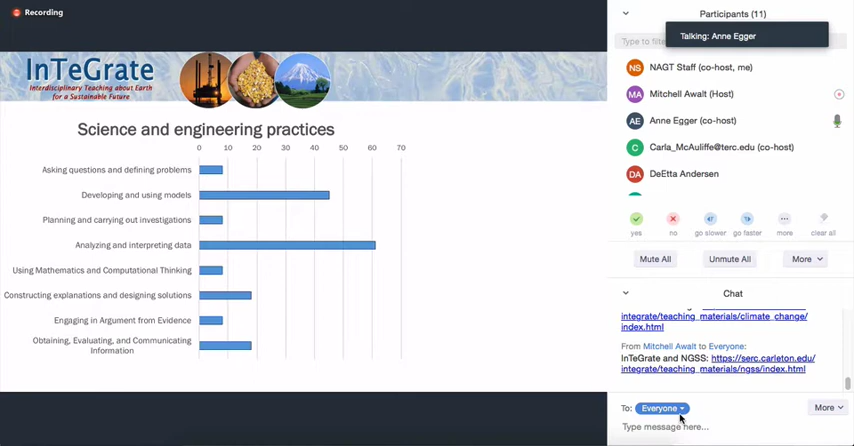 Recording
InTeGrate
Interdisciplinary Teaching about Earth
for a Sustainable Future
Science and engineering practices
0 10 20 30 40 50 60 70
Asking questions and defining problems
Developing and using models
Planning and carrying out investigations
Analyzing and interpreting data
Using Mathematics and Computational Thinking
Constructing explanations and designing solutions
Engaging in Argument from Evidence
Obtaining, Evaluating, and Communicating
Information
Participants (11)
Talking: Anne Egger
Type to filte
NS NAGT Staff (co-host, me)
MA Mitchell Awalt (Host)
AE Anne Egger (co-host)
C Carla_McAuliffe@terc.edu (co-host)
DA DeEtta Andersen
yes no go slower go faster more clear all
Mute All Unmute All More
Chat
integrate/teaching_materials/climate_change/
index.html
From Mitchell Awalt to Everyone:
InTeGrate and NGSS: https://serc.carleton.edu/
integrate/teaching_materials/ngss/index.html
To: Everyone More
Type message here...